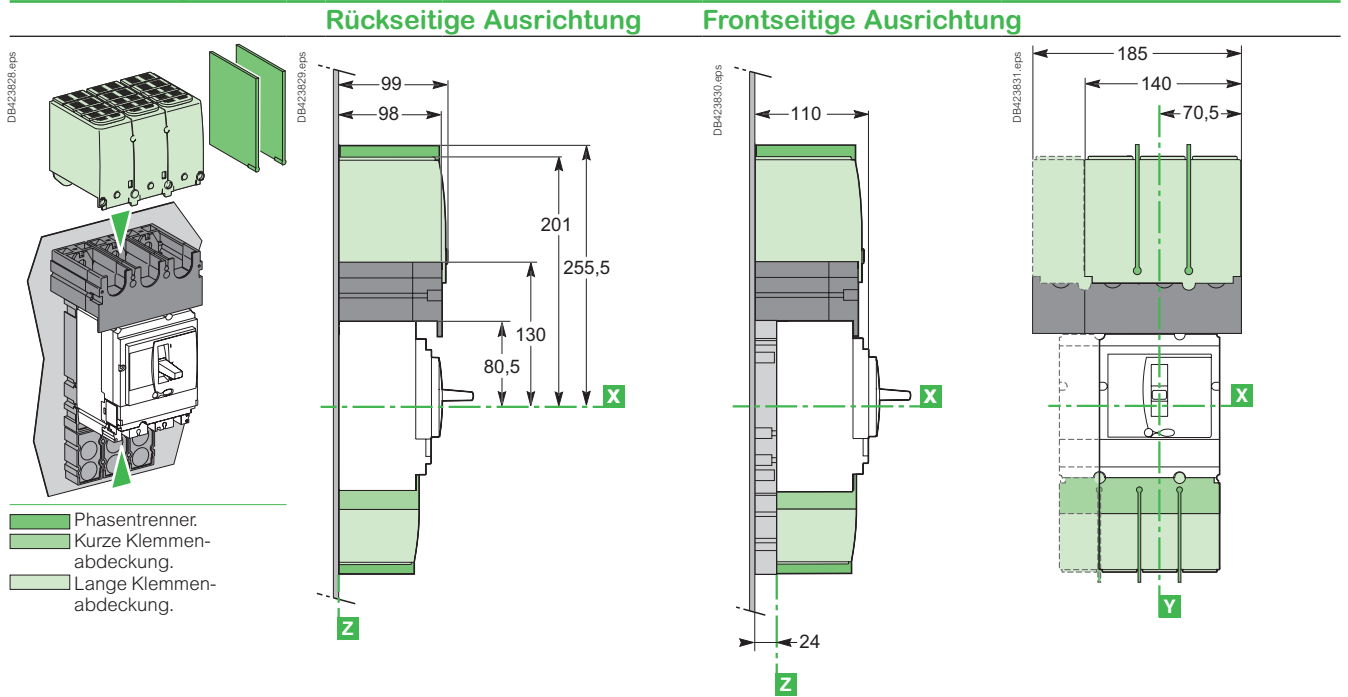 Rückseitige Ausrichtung
Frontseitige Ausrichtung
DB423828.eps
DB423829.eps
99
98
201
255,5
130
80,5
X
Z
DB423830.eps
110
X
24
Z
DB423831.eps
185
140
70,5
X
Y
Phasentrenner.
Kurze Klemmen-
abdeckung.
Lange Klemmen-
abdeckung.